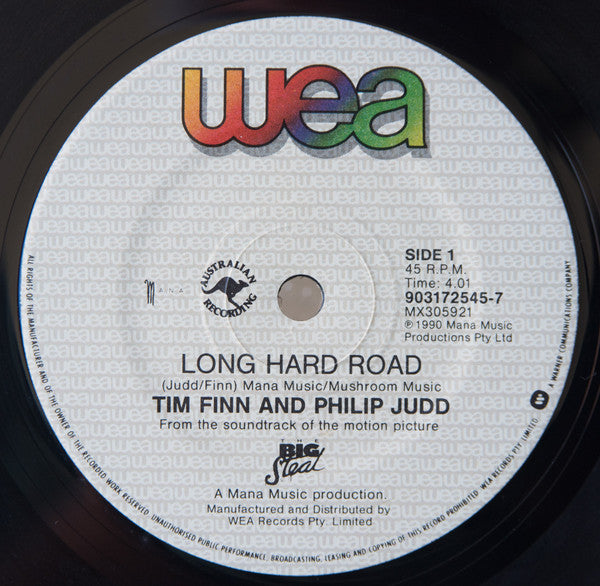 wea
SIDE 1
45 R.P.M.
Time: 4.01
903172545-7
MX305921
℗ 1990 Mana Music
Productions Pty Ltd
MANA
AUSTRALIAN
RECORDING
LONG HARD ROAD
(Judd/Finn) Mana Music/Mushroom Music
TIM FINN AND PHILIP JUDD
From the soundtrack of the motion picture
THE
BIG
Steal
A Mana Music production.
Manufactured and Distributed by
WEA Records Pty. Limited
ALL RIGHTS OF THE MANUFACTURER AND OF THE OWNER OF THE RECORDED WORK RESERVED. UNAUTHORISED PUBLIC PERFORMANCE, BROADCASTING, LEASING AND COPYING OF THIS RECORD PROHIBITED. WEA RECORDS PTY. LIMITED
A WARNER COMMUNICATIONS COMPANY